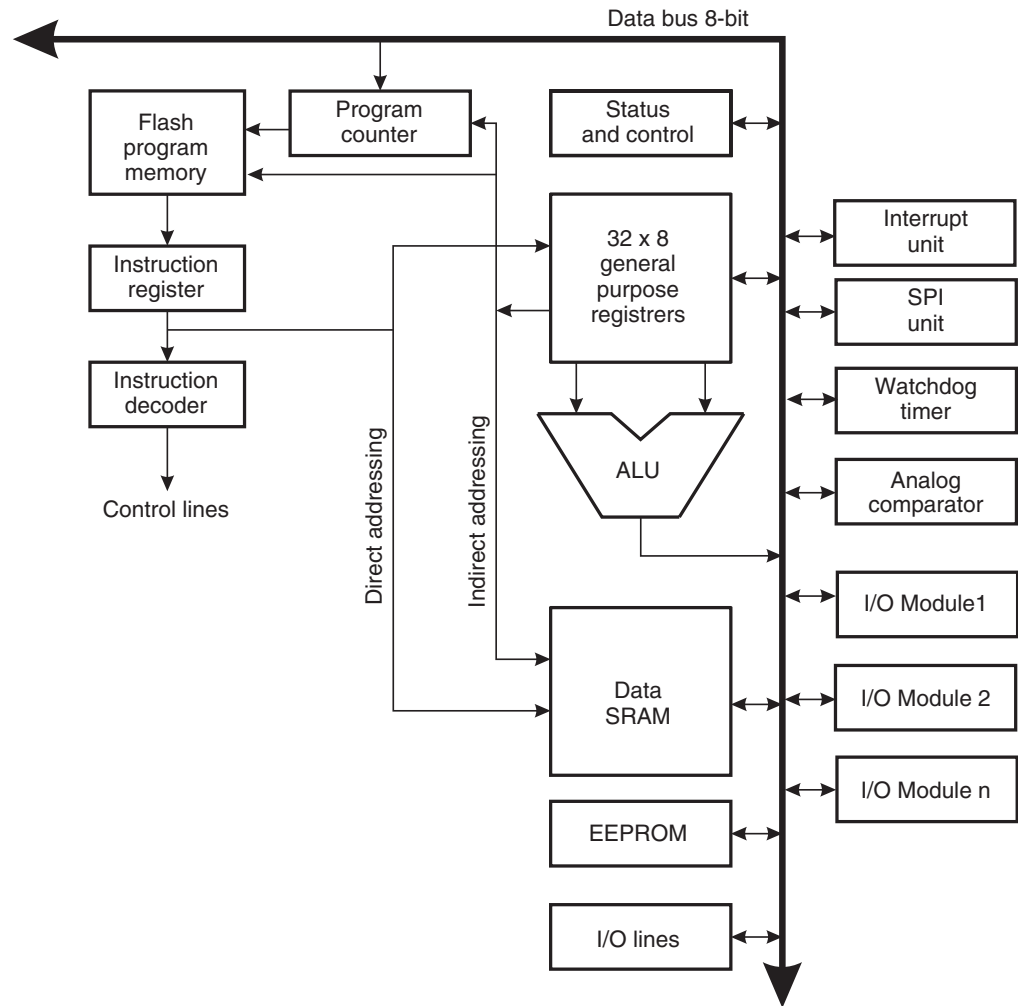 Data bus 8-bit
Flash
program
memory
Program
counter
Status
and control
Instruction
register
32 x 8
general
purpose
registrers
Interrupt
unit
SPI
unit
Instruction
decoder
Watchdog
timer
Control lines
Direct addressing
Indirect addressing
ALU
Analog
comparator
I/O Module1
Data
SRAM
I/O Module 2
I/O Module n
EEPROM
I/O lines